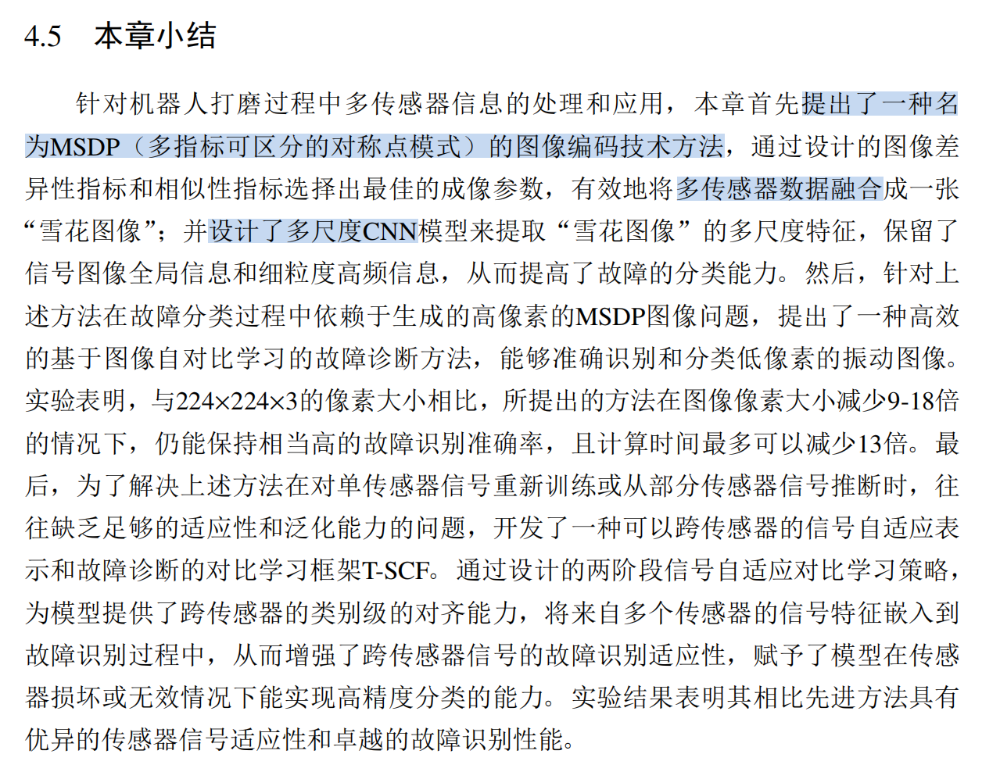 4.5 本章小结
针对机器人打磨过程中多传感器信息的处理和应用，本章首先提出了一种名
为MSDP（多指标可区分的对称点模式）的图像编码技术方法，通过设计的图像差
异性指标和相似性指标选择出最佳的成像参数，有效地将多传感器数据融合成一张
“雪花图像”；并设计了多尺度CNN模型来提取“雪花图像”的多尺度特征，保留了
信号图像全局信息和细粒度高频信息，从而提高了故障的分类能力。然后，针对上
述方法在故障分类过程中依赖于生成的高像素的MSDP图像问题，提出了一种高效
的基于图像自对比学习的故障诊断方法，能够准确识别和分类低像素的振动图像。
实验表明，与224×224×3的像素大小相比，所提出的方法在图像像素大小减少9-18倍
的情况下，仍能保持相当高的故障识别准确率，且计算时间最多可以减少13倍。最
后，为了解决上述方法在对单传感器信号重新训练或从部分传感器信号推断时，往
往缺乏足够的适应性和泛化能力的问题，开发了一种可以跨传感器的信号自适应表
示和故障诊断的对比学习框架T-SCF。通过设计的两阶段信号自适应对比学习策略，
为模型提供了跨传感器的类别级的对齐能力，将来自多个传感器的信号特征嵌入到
故障识别过程中，从而增强了跨传感器信号的故障识别适应性，赋予了模型在传感
器损坏或无效情况下能实现高精度分类的能力。实验结果表明其相比先进方法具有
优异的传感器信号适应性和卓越的故障识别性能。